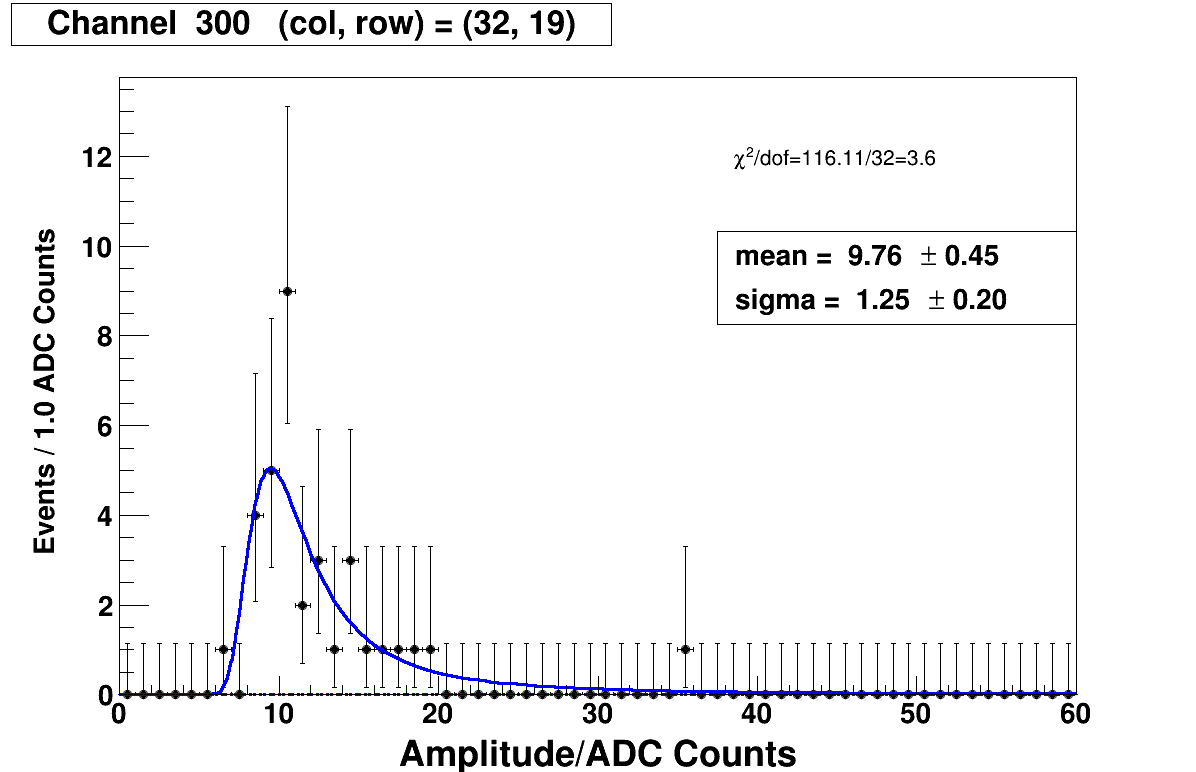 Channel 300 (col, row) = (32, 19)
χ²/dof=116.11/32=3.6
mean = 9.76 ± 0.45
sigma = 1.25 ± 0.20
Events / 1.0 ADC Counts
12
10
8
6
4
2
0
0 10 20 30 40 50 60
Amplitude/ADC Counts